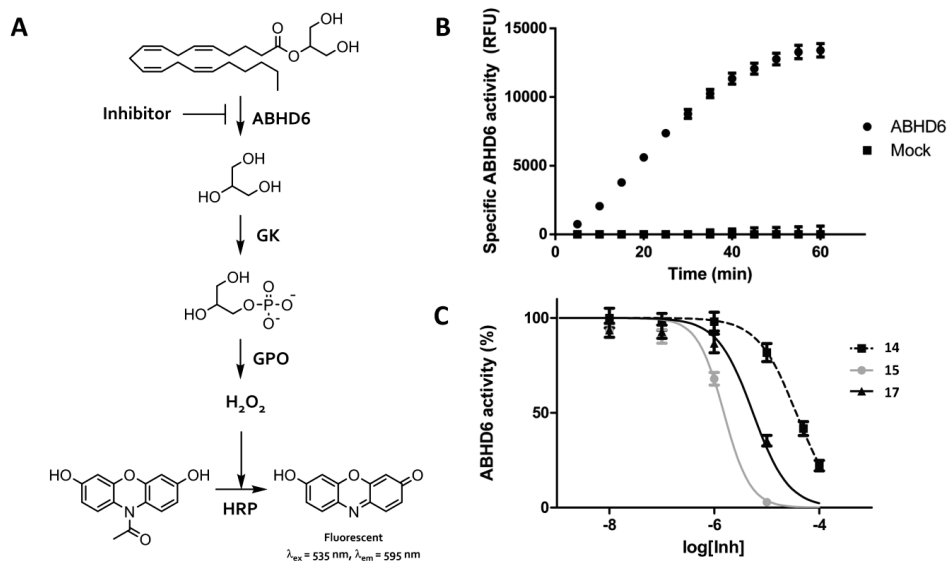 A
O
OH
O
OH
Inhibitor
ABHD6
OH
HO
OH
GK
OH
HO
O-P-O⁻
O
O⁻
GPO
H₂O₂
HO
O
OH
N
O
HRP
HO
O
O
N
Fluorescent
λex = 535 nm, λem = 595 nm
B
Specific ABHD6 activity (RFU)
15000
10000
5000
0
0 20 40 60
Time (min)
ABHD6
Mock
C
ABHD6 activity (%)
100
50
0
-8 -6 -4
log[Inh]
14
15
17